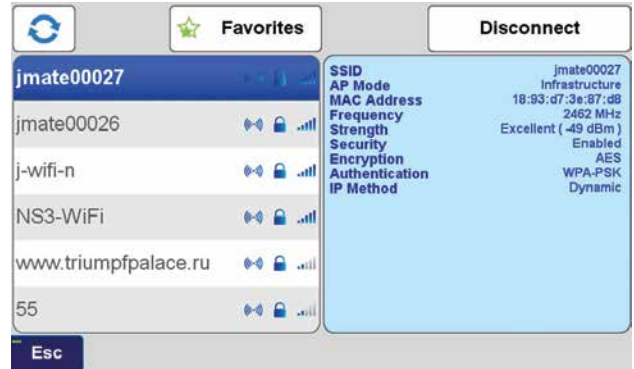 Favorites
Disconnect
jmate00027
jmate00026
j-wifi-n
NS3-WiFi
www.triumpfpalace.ru
55
SSID jmate00027
AP Mode Infrastructure
MAC Address 18:93:d7:3e:87:d8
Frequency 2462 MHz
Strength Excellent ( -49 dBm )
Security Enabled
Encryption AES
Authentication WPA-PSK
IP Method Dynamic
Esc